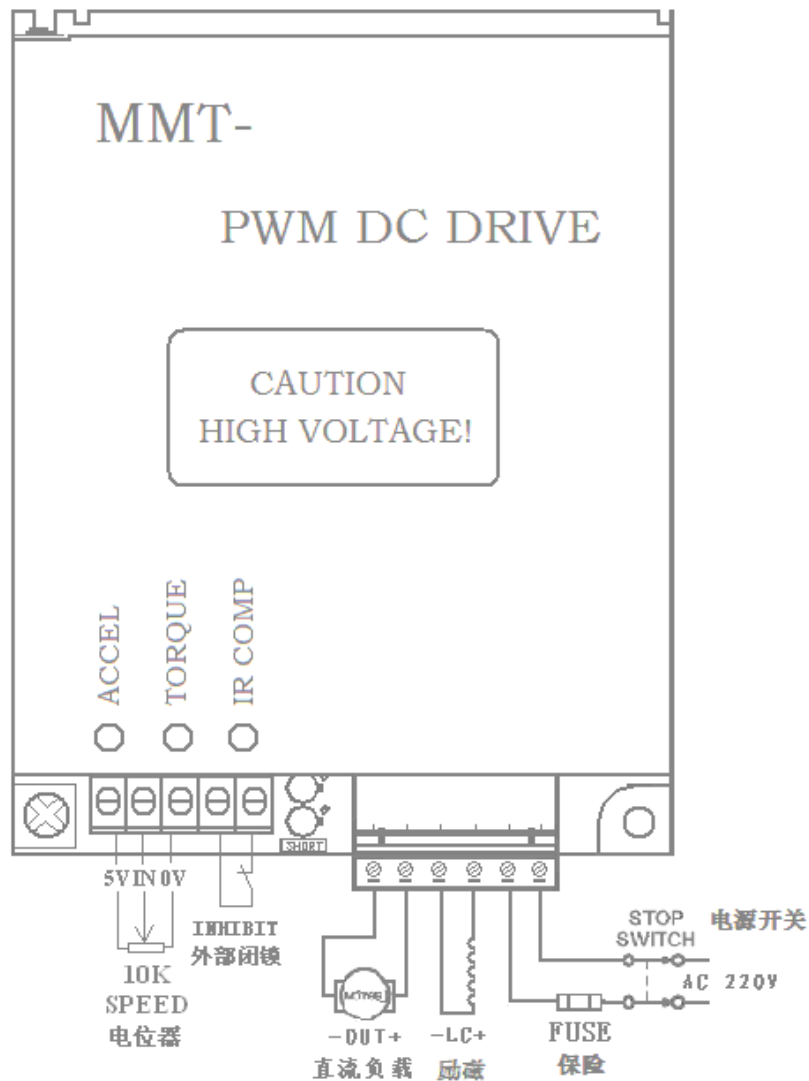 MMT-
PWM DC DRIVE
CAUTION
HIGH VOLTAGE!
ACCEL
TORQUE
IR COMP
SHORT
5V IN 0V
10K
SPEED
电位器
INHIBIT
外部闭锁
MOTOR
-OUT+
直流负载
-LC+
励磁
FUSE
保险
STOP
SWITCH
电源开关
AC 220V